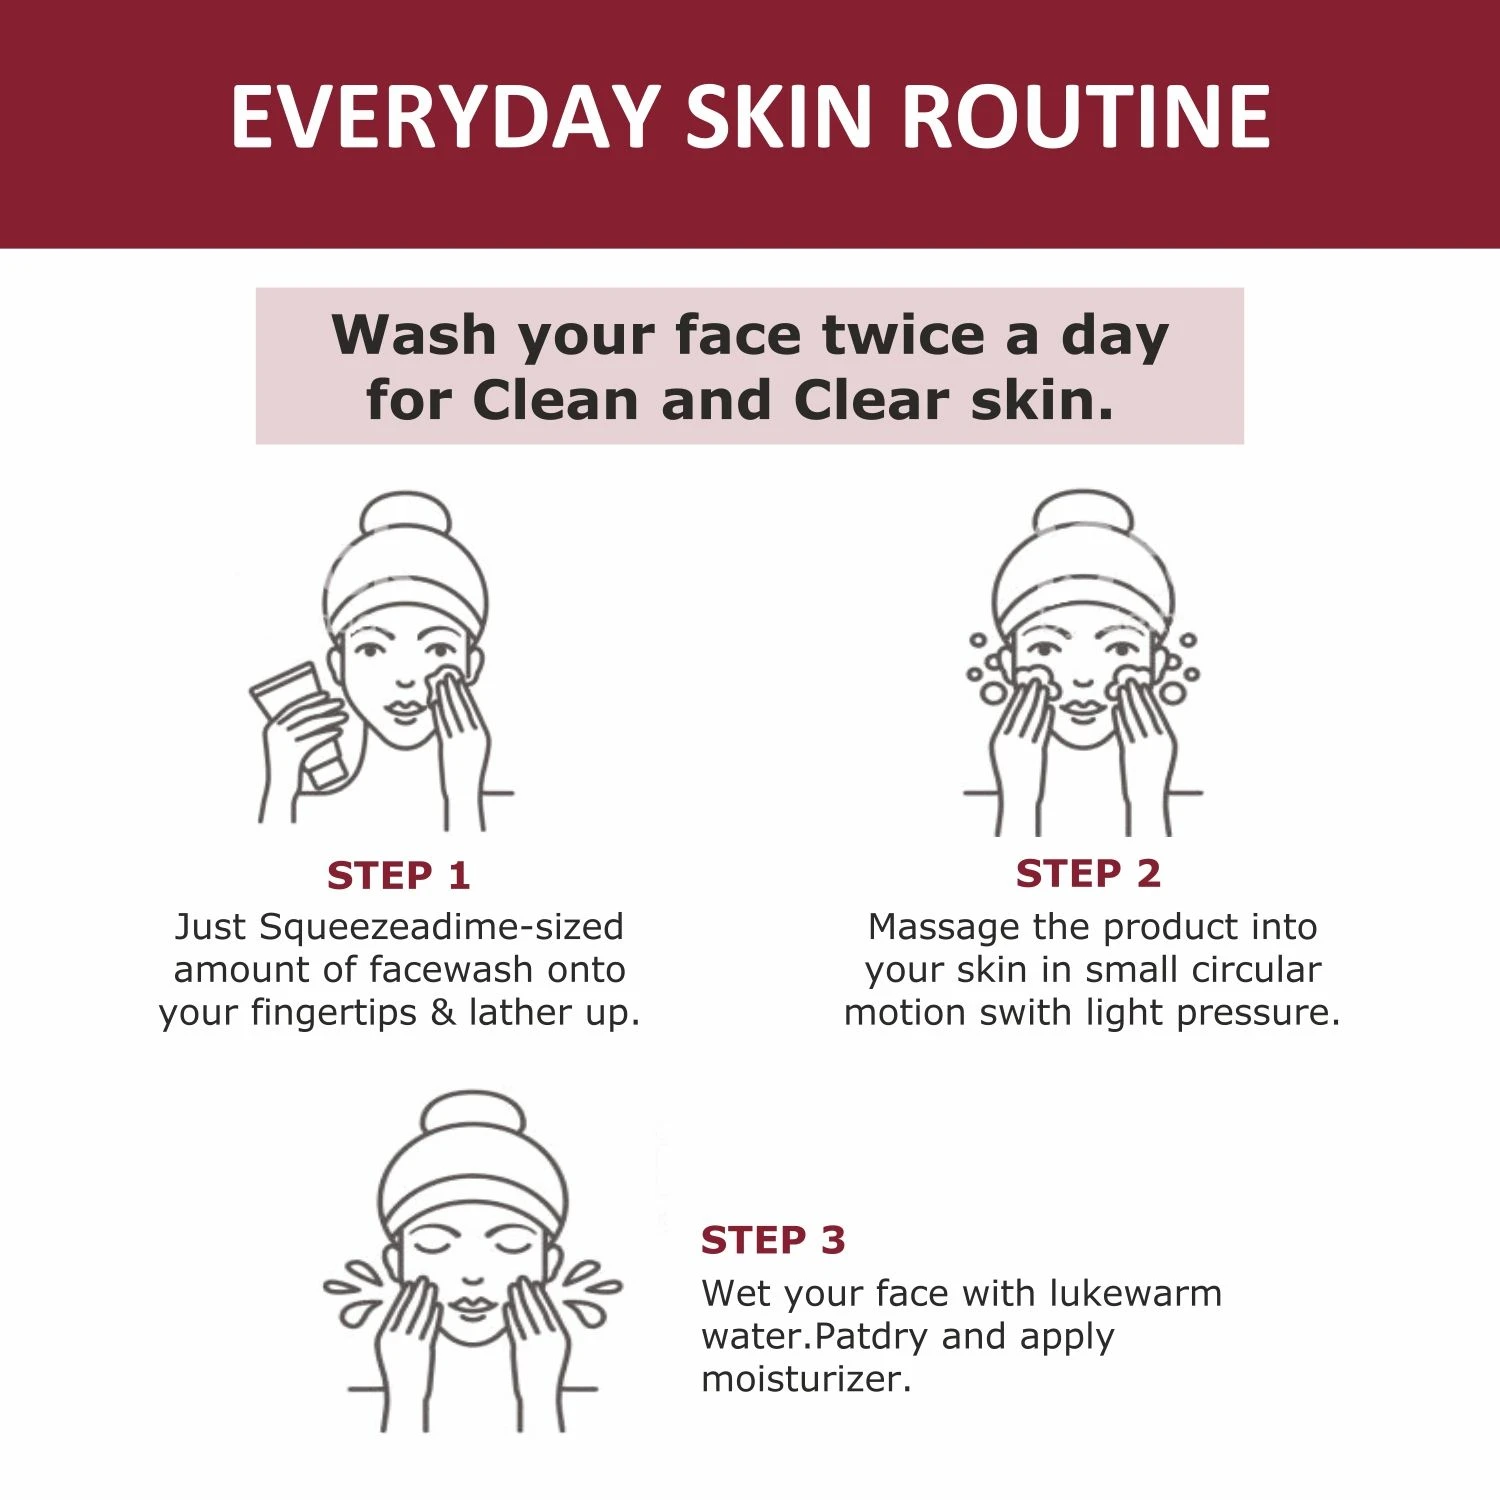 EVERYDAY SKIN ROUTINE
Wash your face twice a day
for Clean and Clear skin.
STEP 1
Just Squeezeadime-sized
amount of facewash onto
your fingertips & lather up.
STEP 2
Massage the product into
your skin in small circular
motion swith light pressure.
STEP 3
Wet your face with lukewarm
water.Patdry and apply
moisturizer.